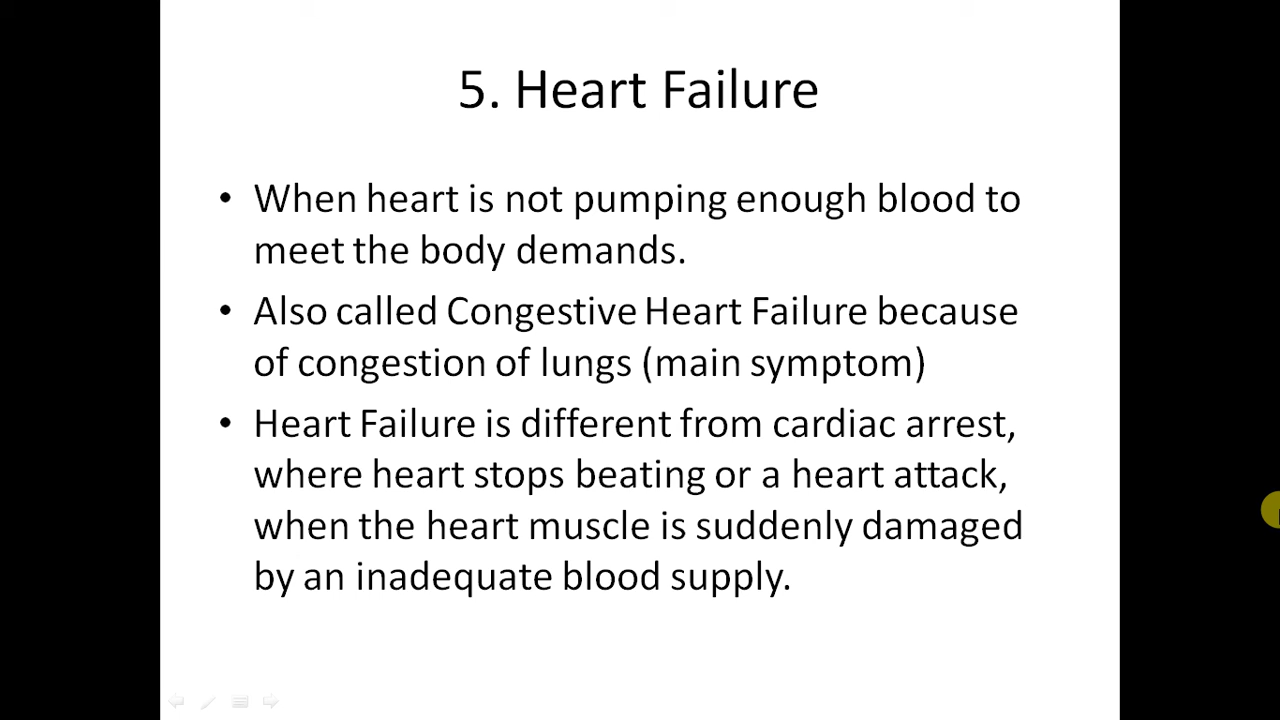 5. Heart Failure
• When heart is not pumping enough blood to
meet the body demands.
• Also called Congestive Heart Failure because
of congestion of lungs (main symptom)
• Heart Failure is different from cardiac arrest,
where heart stops beating or a heart attack,
when the heart muscle is suddenly damaged
by an inadequate blood supply.